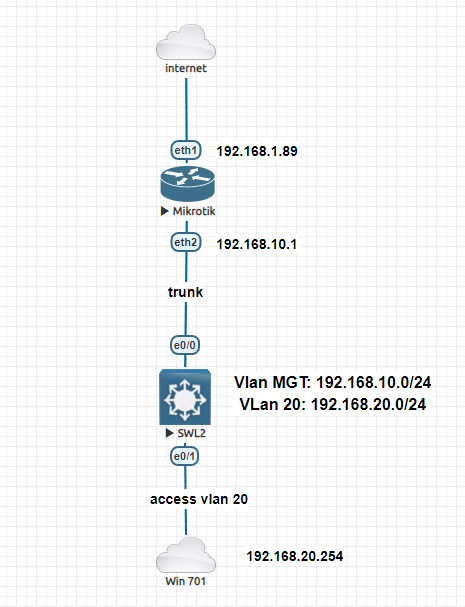 internet
eth1 192.168.1.89
Mikrotik
eth2 192.168.10.1
trunk
e0/0
Vlan MGT: 192.168.10.0/24
VLan 20: 192.168.20.0/24
SWL2
e0/1
access vlan 20
192.168.20.254
Win 701